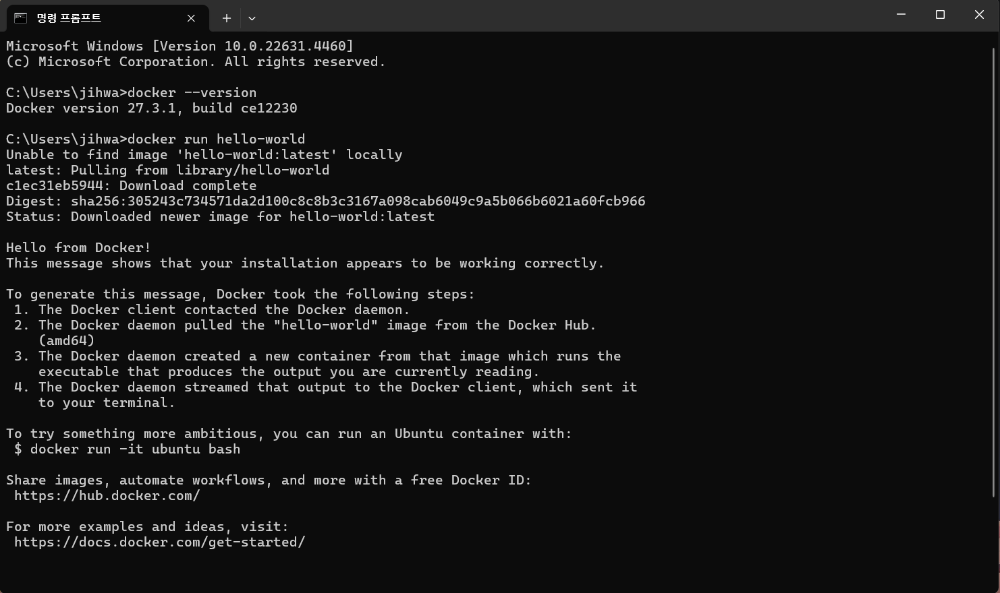 명령 프롬프트
Microsoft Windows [Version 10.0.22631.4460]
(c) Microsoft Corporation. All rights reserved.
C:\Users\jihwa>docker --version
Docker version 27.3.1, build ce12230
C:\Users\jihwa>docker run hello-world
Unable to find image 'hello-world:latest' locally
latest: Pulling from library/hello-world
c1ec31eb5944: Download complete
Digest: sha256:305243c734571da2d100c8c8b3c3167a098cab6049c9a5b066b6021a60fcb966
Status: Downloaded newer image for hello-world:latest
Hello from Docker!
This message shows that your installation appears to be working correctly.
To generate this message, Docker took the following steps:
1. The Docker client contacted the Docker daemon.
2. The Docker daemon pulled the "hello-world" image from the Docker Hub.
(amd64)
3. The Docker daemon created a new container from that image which runs the
executable that produces the output you are currently reading.
4. The Docker daemon streamed that output to the Docker client, which sent it
to your terminal.
To try something more ambitious, you can run an Ubuntu container with:
$ docker run -it ubuntu bash
Share images, automate workflows, and more with a free Docker ID:
https://hub.docker.com/
For more examples and ideas, visit:
https://docs.docker.com/get-started/